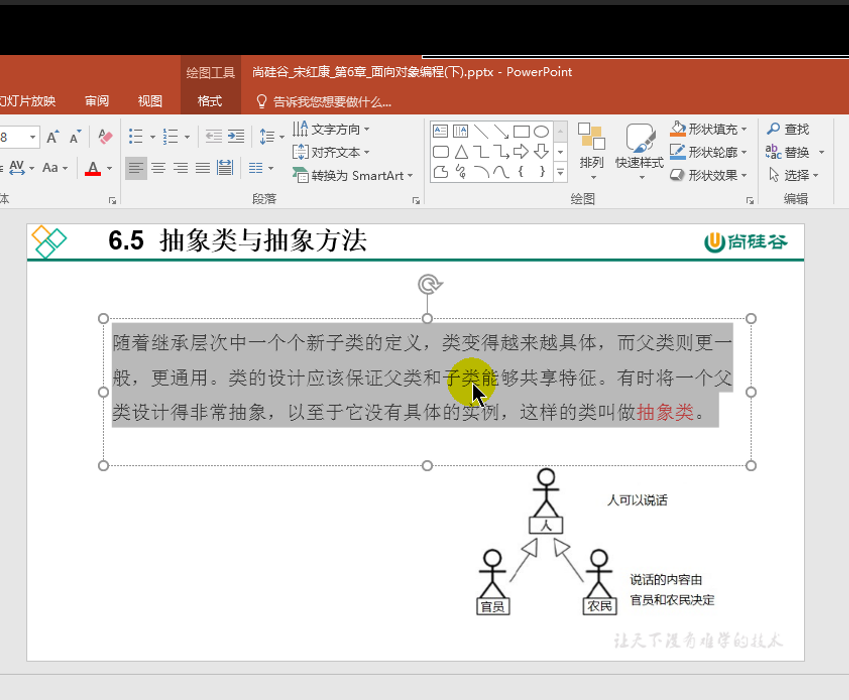 绘图工具 尚硅谷_宋红康_第6章_面向对象编程(下).pptx - PowerPoint
幻灯片放映 审阅 视图 格式 告诉我您想要做什么...
8 A A 文字方向 形状填充 查找
AV Aa A 对齐文本 排列 快速样式 形状轮廓 替换
转换为 SmartArt 形状效果 选择
体 段落 绘图 编辑
6.5 抽象类与抽象方法 尚硅谷
随着继承层次中一个个新子类的定义，类变得越来越具体，而父类则更一
般，更通用。类的设计应该保证父类和子类能够共享特征。有时将一个父
类设计得非常抽象，以至于它没有具体的实例，这样的类叫做抽象类。
人可以说话
人
说话的内容由
官员和农民决定
官员 农民
让天下没有难学的技术